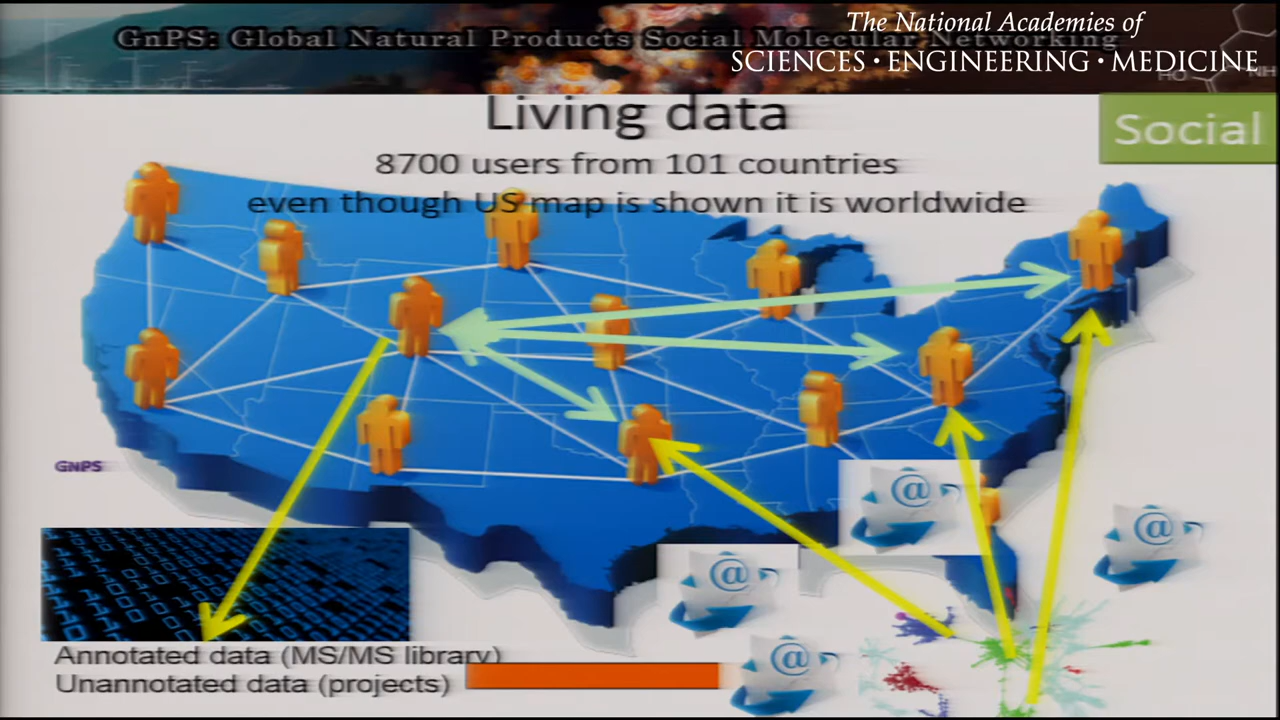 GnPS: Global Natural Products Social Molecular Networking
The National Academies of
SCIENCES • ENGINEERING • MEDICINE
HO
NH
Living data
Social
8700 users from 101 countries
even though US map is shown it is worldwide
GNPS
@
@
@
@
Annotated data (MS/MS library)
Unannotated data (projects)